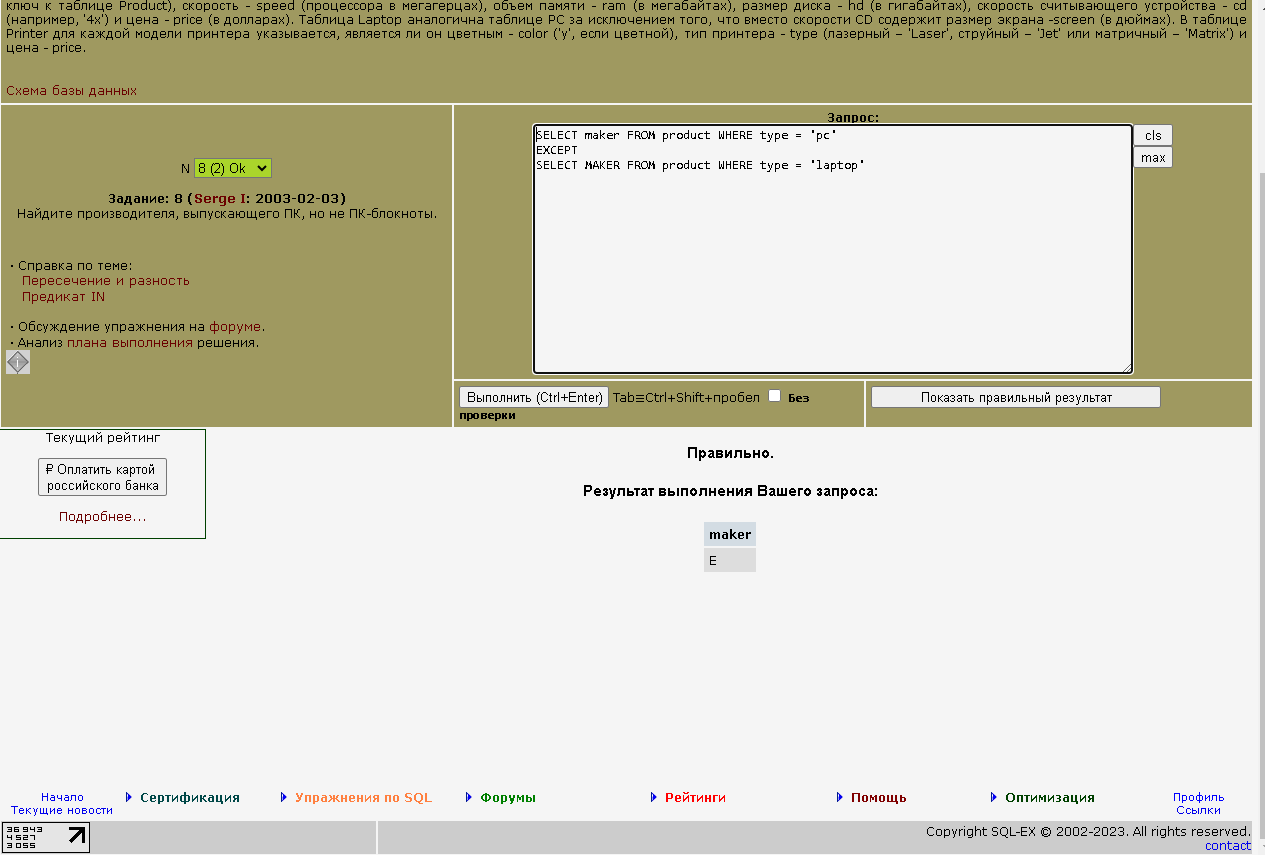 ключ к таблице Product), скорость - speed (процессора в мегагерцах), объем памяти - ram (в мегабайтах), размер диска - hd (в гигабайтах), скорость считывающего устройства - cd
(например, '4x') и цена - price (в долларах). Таблица Laptop аналогична таблице РС за исключением того, что вместо скорости CD содержит размер экрана -screen (в дюймах). В таблице
Printer для каждой модели принтера указывается, является ли он цветным - color ('y', если цветной), тип принтера - type (лазерный – 'Laser', струйный – 'Jet' или матричный – 'Matrix') и
цена - price.
Схема базы данных
Запрос:
SELECT maker FROM product WHERE type = 'pc'
EXCEPT
SELECT MAKER FROM product WHERE type = 'laptop'
cls
max
N 8 (2) Ok
Задание: 8 (Serge I: 2003-02-03)
Найдите производителя, выпускающего ПК, но не ПК-блокноты.
· Справка по теме:
Пересечение и разность
Предикат IN
· Обсуждение упражнения на форуме.
· Анализ плана выполнения решения.
i
Выполнить (Ctrl+Enter) Tab≡Ctrl+Shift+пробел Без
проверки
Показать правильный результат
Текущий рейтинг
₽ Оплатить картой
российского банка
Подробнее...
Правильно.
Результат выполнения Вашего запроса:
maker
E
Начало
Текущие новости
Сертификация
Упражнения по SQL
Форумы
Рейтинги
Помощь
Оптимизация
Профиль
Ссылки
36 943
4 527
3 055
Copyright SQL-EX © 2002-2023. All rights reserved.
contact